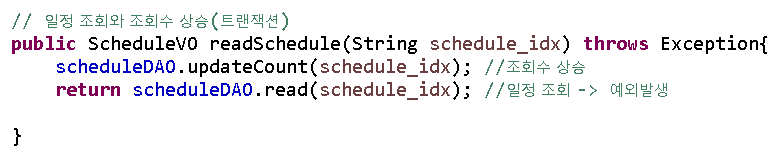 // 일정 조회와 조회수 상승(트랜잭션)
public ScheduleVO readSchedule(String schedule_idx) throws Exception{
    scheduleDAO.updateCount(schedule_idx); //조회수 상승
    return scheduleDAO.read(schedule_idx); //일정 조회 -> 예외발생
}